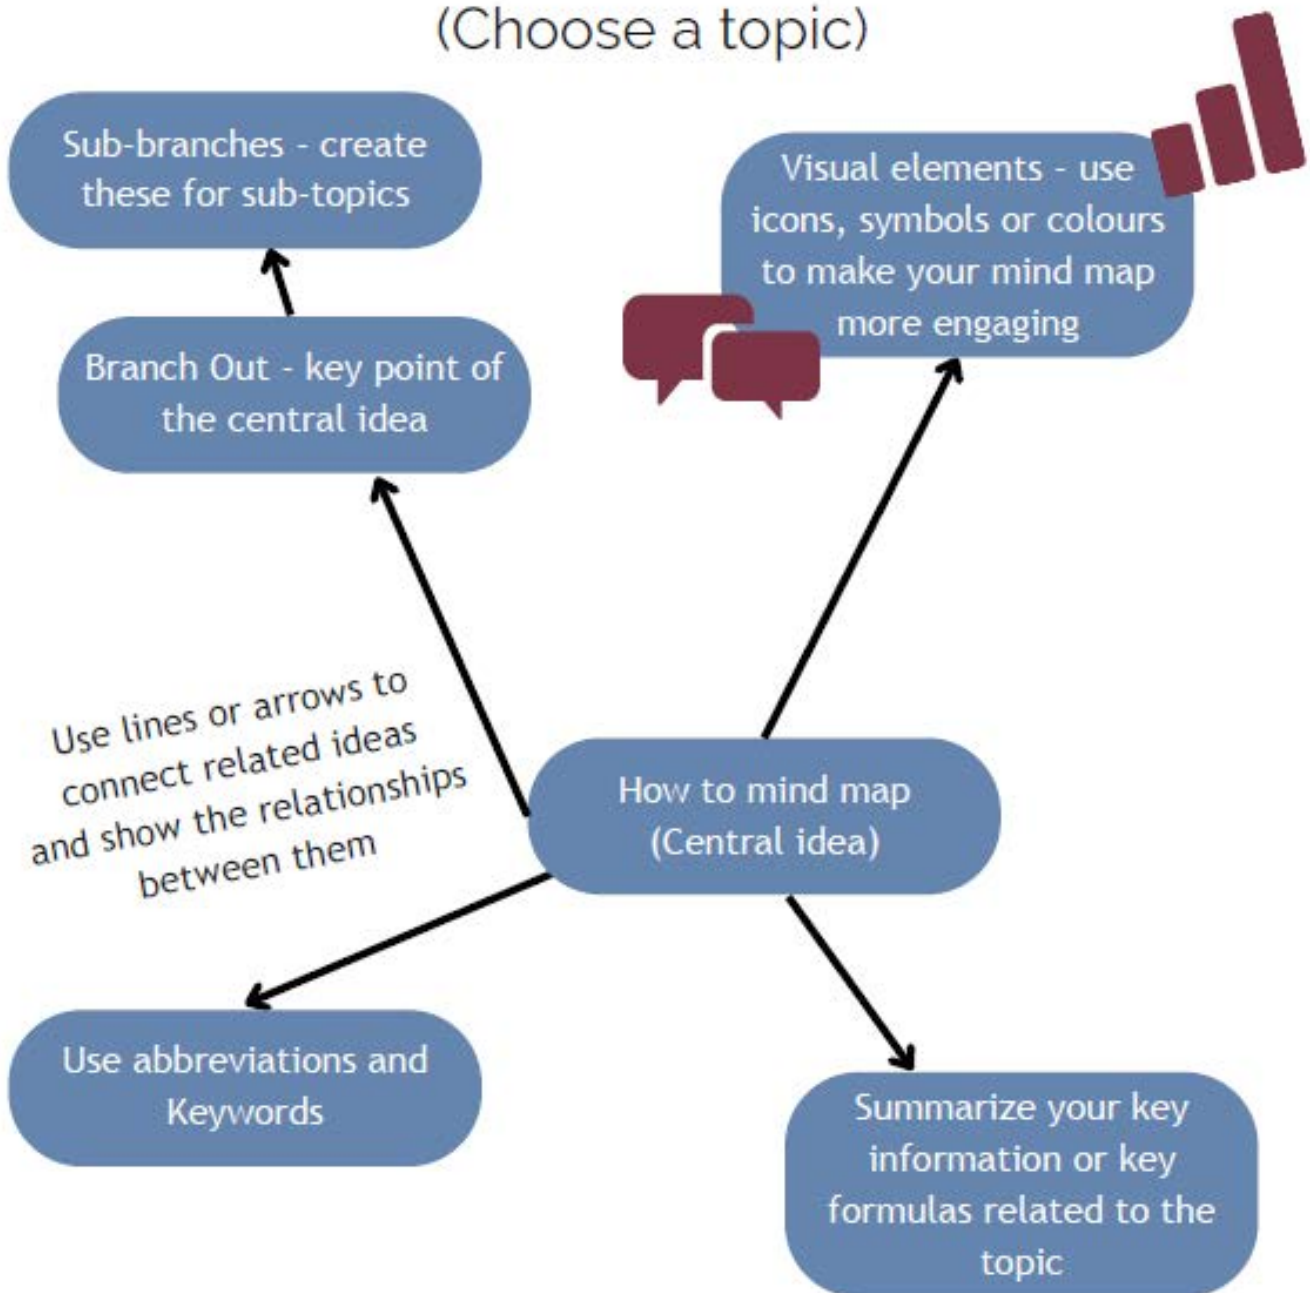 (Choose a topic)
Sub-branches - create
these for sub-topics
Visual elements - use
icons, symbols or colours
to make your mind map
more engaging
Branch Out - key point of
the central idea
Use lines or arrows to
connect related ideas
and show the relationships
between them
How to mind map
(Central idea)
Use abbreviations and
Keywords
Summarize your key
information or key
formulas related to the
topic